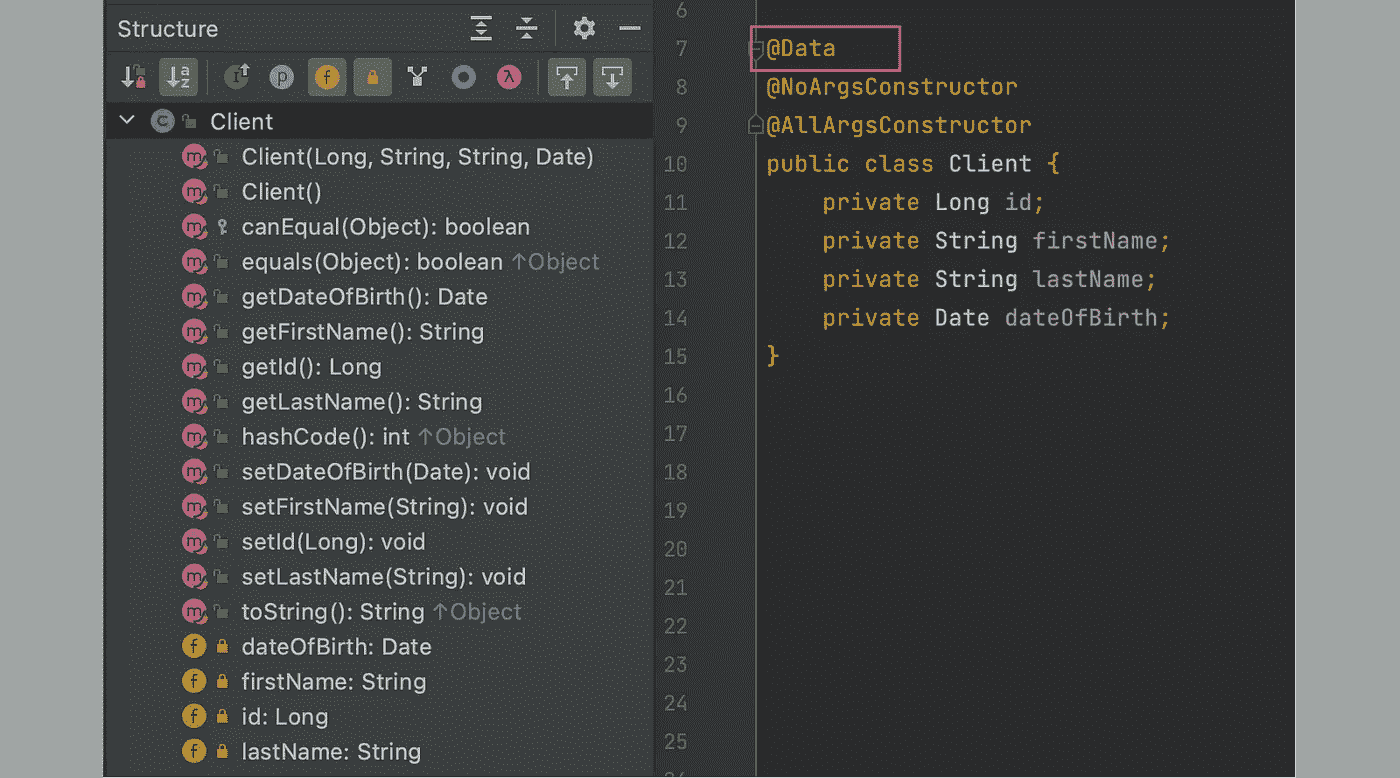 Structure
Client
Client(Long, String, String, Date)
Client()
canEqual(Object): boolean
equals(Object): boolean ↑Object
getDateOfBirth(): Date
getFirstName(): String
getId(): Long
getLastName(): String
hashCode(): int ↑Object
setDateOfBirth(Date): void
setFirstName(String): void
setId(Long): void
setLastName(String): void
toString(): String ↑Object
dateOfBirth: Date
firstName: String
id: Long
lastName: String
6
7 @Data
8 @NoArgsConstructor
9 @AllArgsConstructor
10 public class Client {
11 private Long id;
12 private String firstName;
13 private String lastName;
14 private Date dateOfBirth;
15 }
16
17
18
19
20
21
22
23
24
25